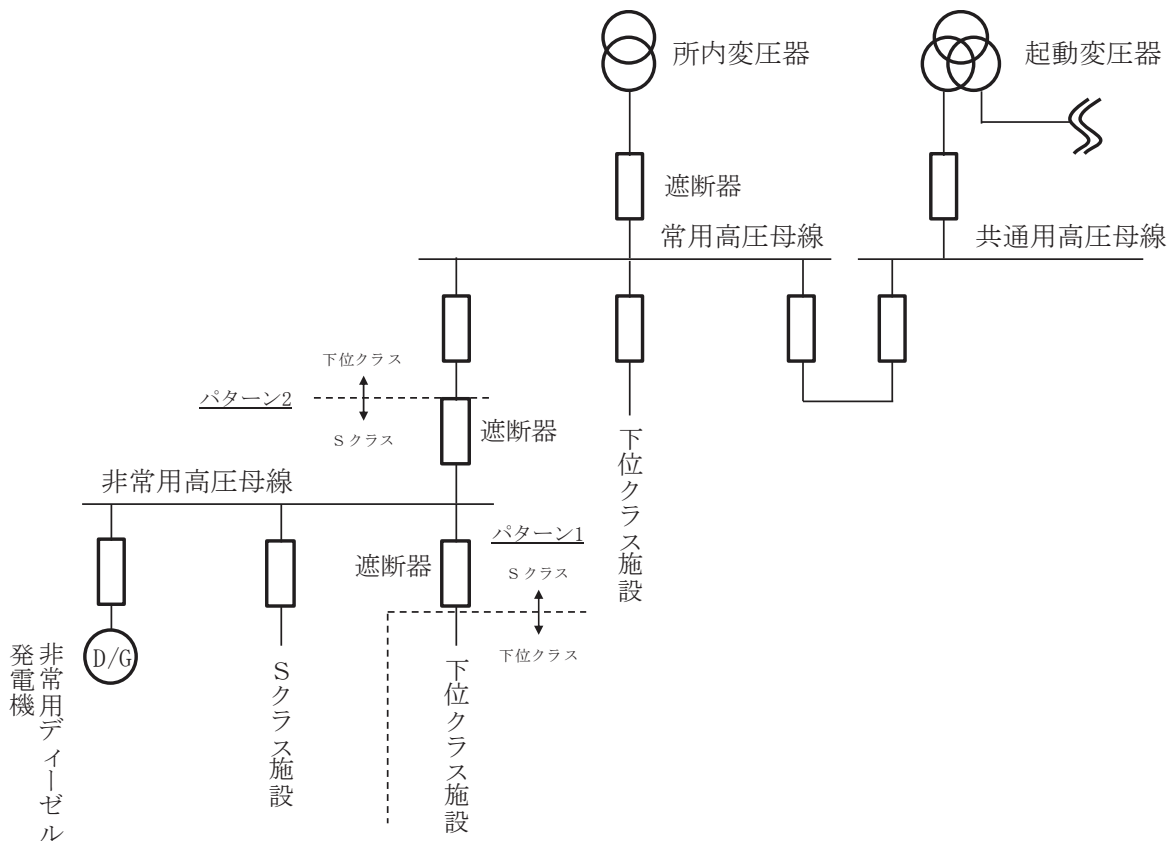 所内変圧器
起動変圧器
遮断器
常用高圧母線
共通用高圧母線
下位クラス
パターン2
Sクラス
遮断器
下位クラス施設
非常用高圧母線
パターン1
遮断器
Sクラス
下位クラス
D/G
非常用ディーゼル
発電機
Sクラス施設
下位クラス施設